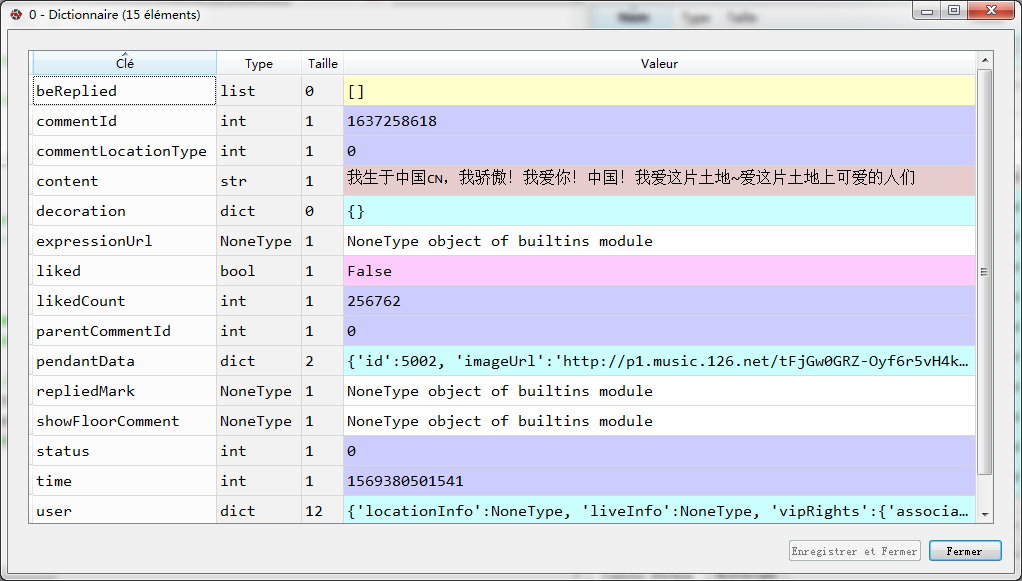 0 - Dictionnaire (15 éléments)
Clé Type Taille Valeur
beReplied list 0 []
commentId int 1 1637258618
commentLocationType int 1 0
content str 1 我生于中国CN，我骄傲！我爱你！中国！我爱这片土地~爱这片土地上可爱的人们
decoration dict 0 {}
expressionUrl NoneType 1 NoneType object of builtins module
liked bool 1 False
likedCount int 1 256762
parentCommentId int 1 0
pendantData dict 2 {'id':5002, 'imageUrl':'http://p1.music.126.net/tFjGw0GRZ-Oyf6r5vH4k…
repliedMark NoneType 1 NoneType object of builtins module
showFloorComment NoneType 1 NoneType object of builtins module
status int 1 0
time int 1 1569380501541
user dict 12 {'locationInfo':NoneType, 'liveInfo':NoneType, 'vipRights':{'associa…
Enregistrer et Fermer Fermer